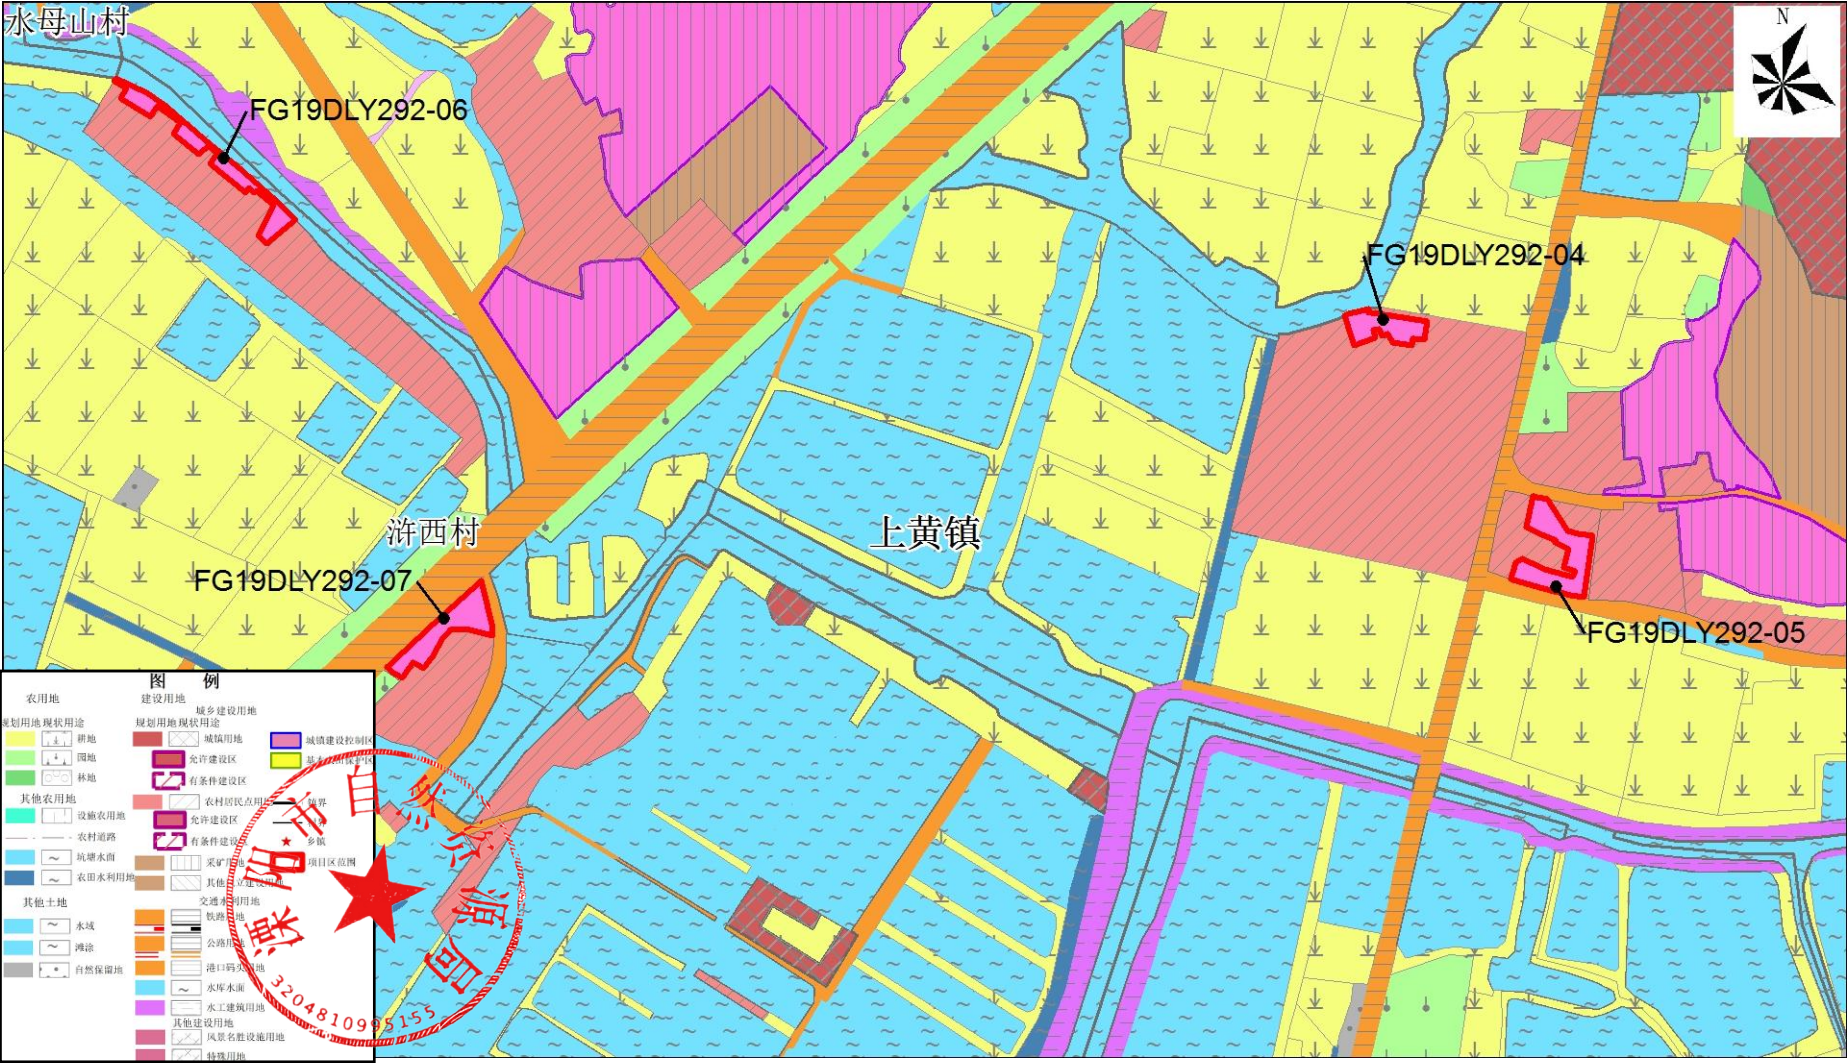 水母山村
N
FG19DLY292-06
FG19DLY292-04
浒西村
上黄镇
FG19DLY292-07
FG19DLY292-05
图 例
农用地
建设用地
城乡建设用地
规划用地 现状用途
规划用地 现状用途
耕地
城镇用地
城镇建设控制区
园地
允许建设区
林地
有条件建设区
其他农用地
农村居民点用地
设施农用地
允许建设区
农村道路
有条件建设
乡镇
坑塘水面
采矿用地
项目区范围
农田水利用地
其他土地
交通水利用地
铁路用地
水域
公路用地
滩涂
港口码头用地
自然保留地
水库水面
水工建筑用地
其他建设用地
风景名胜设施用地
特殊用地
溧阳市自然资源局
3204810995155